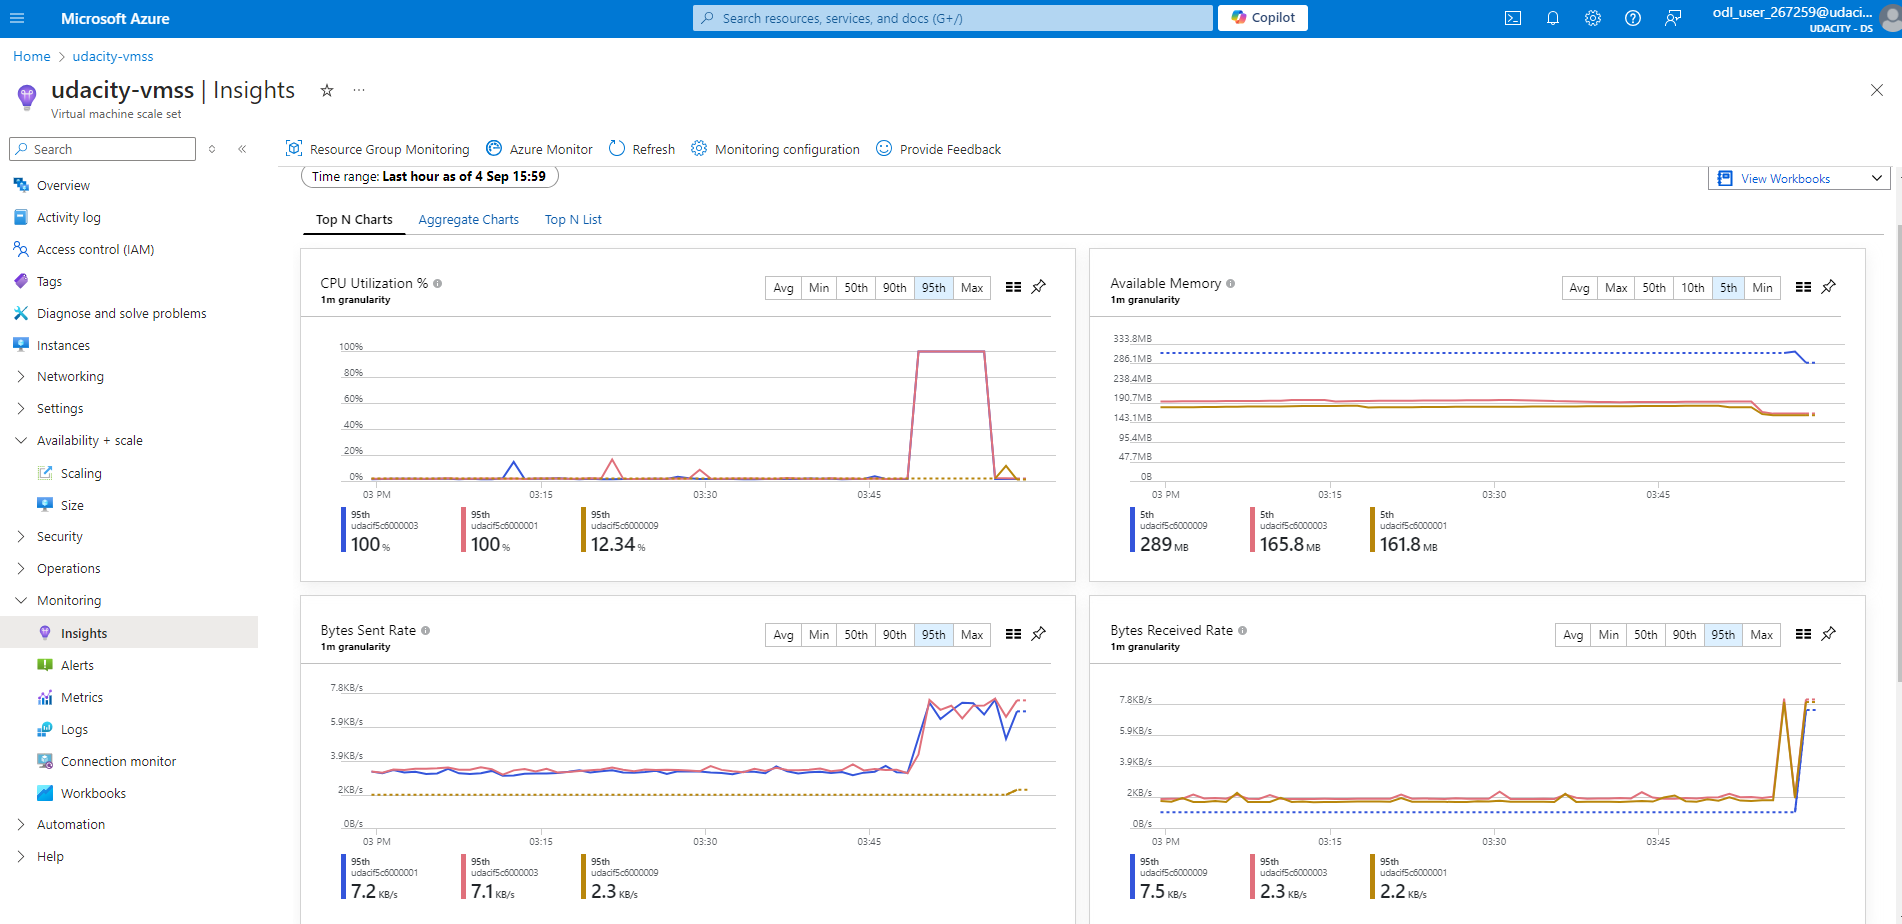 Microsoft Azure
Search resources, services, and docs (G+/)
Copilot
odl_user_267259@udaci...
UDACITY - DS
Home > udacity-vmss
udacity-vmss | Insights
Virtual machine scale set
Search
Resource Group Monitoring
Azure Monitor
Refresh
Monitoring configuration
Provide Feedback
Overview
Activity log
Access control (IAM)
Tags
Diagnose and solve problems
Instances
Networking
Settings
Availability + scale
Scaling
Size
Security
Operations
Monitoring
Insights
Alerts
Metrics
Logs
Connection monitor
Workbooks
Automation
Help
Time range: Last hour as of 4 Sep 15:59
View Workbooks
Top N Charts
Aggregate Charts
Top N List
CPU Utilization %
1m granularity
Avg Min 50th 90th 95th Max
100%
80%
60%
40%
20%
0%
03 PM 03:15 03:30 03:45
95th
udacif5c6000003
100 %
95th
udacif5c6000001
100 %
95th
udacif5c6000009
12.34 %
Available Memory
1m granularity
Avg Max 50th 10th 5th Min
333.8MB
286.1MB
238.4MB
190.7MB
143.1MB
95.4MB
47.7MB
0B
03 PM 03:15 03:30 03:45
5th
udacif5c6000009
289 MB
5th
udacif5c6000003
165.8 MB
5th
udacif5c6000001
161.8 MB
Bytes Sent Rate
1m granularity
Avg Min 50th 90th 95th Max
7.8KB/s
5.9KB/s
3.9KB/s
2KB/s
0B/s
03 PM 03:15 03:30 03:45
95th
udacif5c6000001
7.2 KB/s
95th
udacif5c6000003
7.1 KB/s
95th
udacif5c6000009
2.3 KB/s
Bytes Received Rate
1m granularity
Avg Min 50th 90th 95th Max
7.8KB/s
5.9KB/s
3.9KB/s
2KB/s
0B/s
03 PM 03:15 03:30 03:45
95th
udacif5c6000009
7.5 KB/s
95th
udacif5c6000003
2.3 KB/s
95th
udacif5c6000001
2.2 KB/s